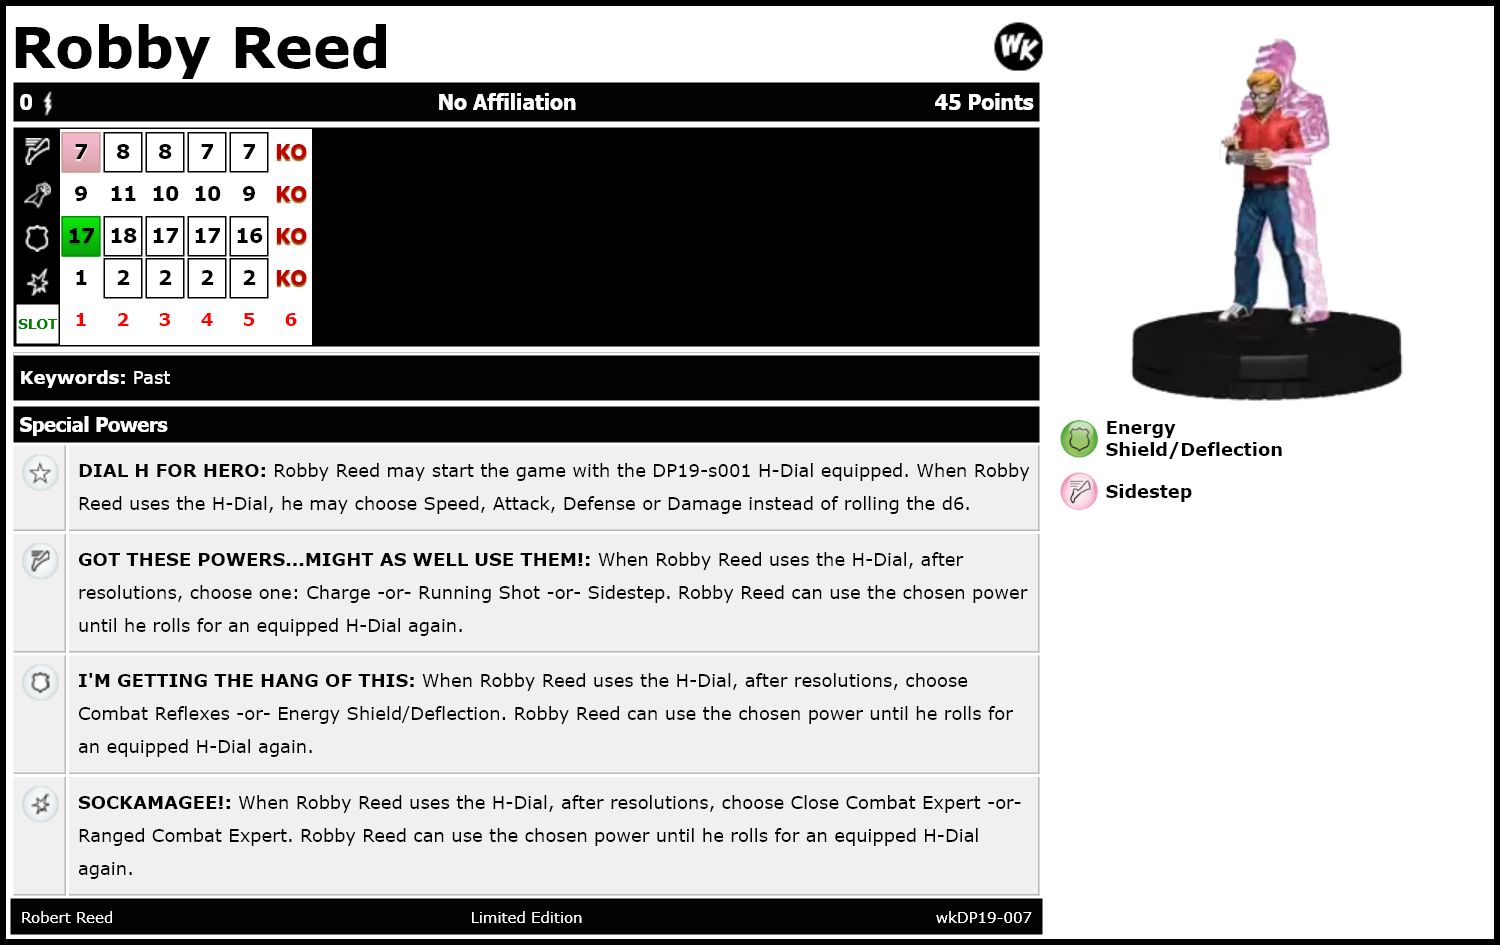 Robby Reed
WK
0 No Affiliation 45 Points
7 8 8 7 7 KO
9 11 10 10 9 KO
17 18 17 17 16 KO
1 2 2 2 2 KO
SLOT 1 2 3 4 5 6
Keywords: Past
Special Powers
DIAL H FOR HERO: Robby Reed may start the game with the DP19-s001 H-Dial equipped. When Robby
Reed uses the H-Dial, he may choose Speed, Attack, Defense or Damage instead of rolling the d6.
GOT THESE POWERS...MIGHT AS WELL USE THEM!: When Robby Reed uses the H-Dial, after
resolutions, choose one: Charge -or- Running Shot -or- Sidestep. Robby Reed can use the chosen power
until he rolls for an equipped H-Dial again.
I'M GETTING THE HANG OF THIS: When Robby Reed uses the H-Dial, after resolutions, choose
Combat Reflexes -or- Energy Shield/Deflection. Robby Reed can use the chosen power until he rolls for
an equipped H-Dial again.
SOCKAMAGEE!: When Robby Reed uses the H-Dial, after resolutions, choose Close Combat Expert -or-
Ranged Combat Expert. Robby Reed can use the chosen power until he rolls for an equipped H-Dial
again.
Robert Reed Limited Edition wkDP19-007
Energy
Shield/Deflection
Sidestep